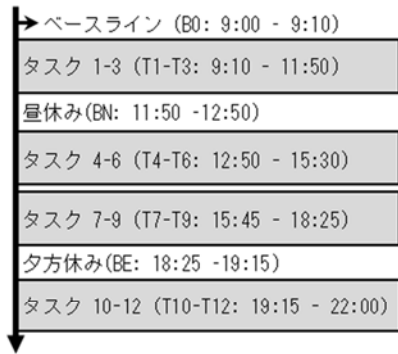 ベースライン (B0: 9:00 - 9:10)
タスク 1-3 (T1-T3: 9:10 - 11:50)
昼休み(BN: 11:50 -12:50)
タスク 4-6 (T4-T6: 12:50 - 15:30)
タスク 7-9 (T7-T9: 15:45 - 18:25)
夕方休み(BE: 18:25 -19:15)
タスク 10-12 (T10-T12: 19:15 - 22:00)